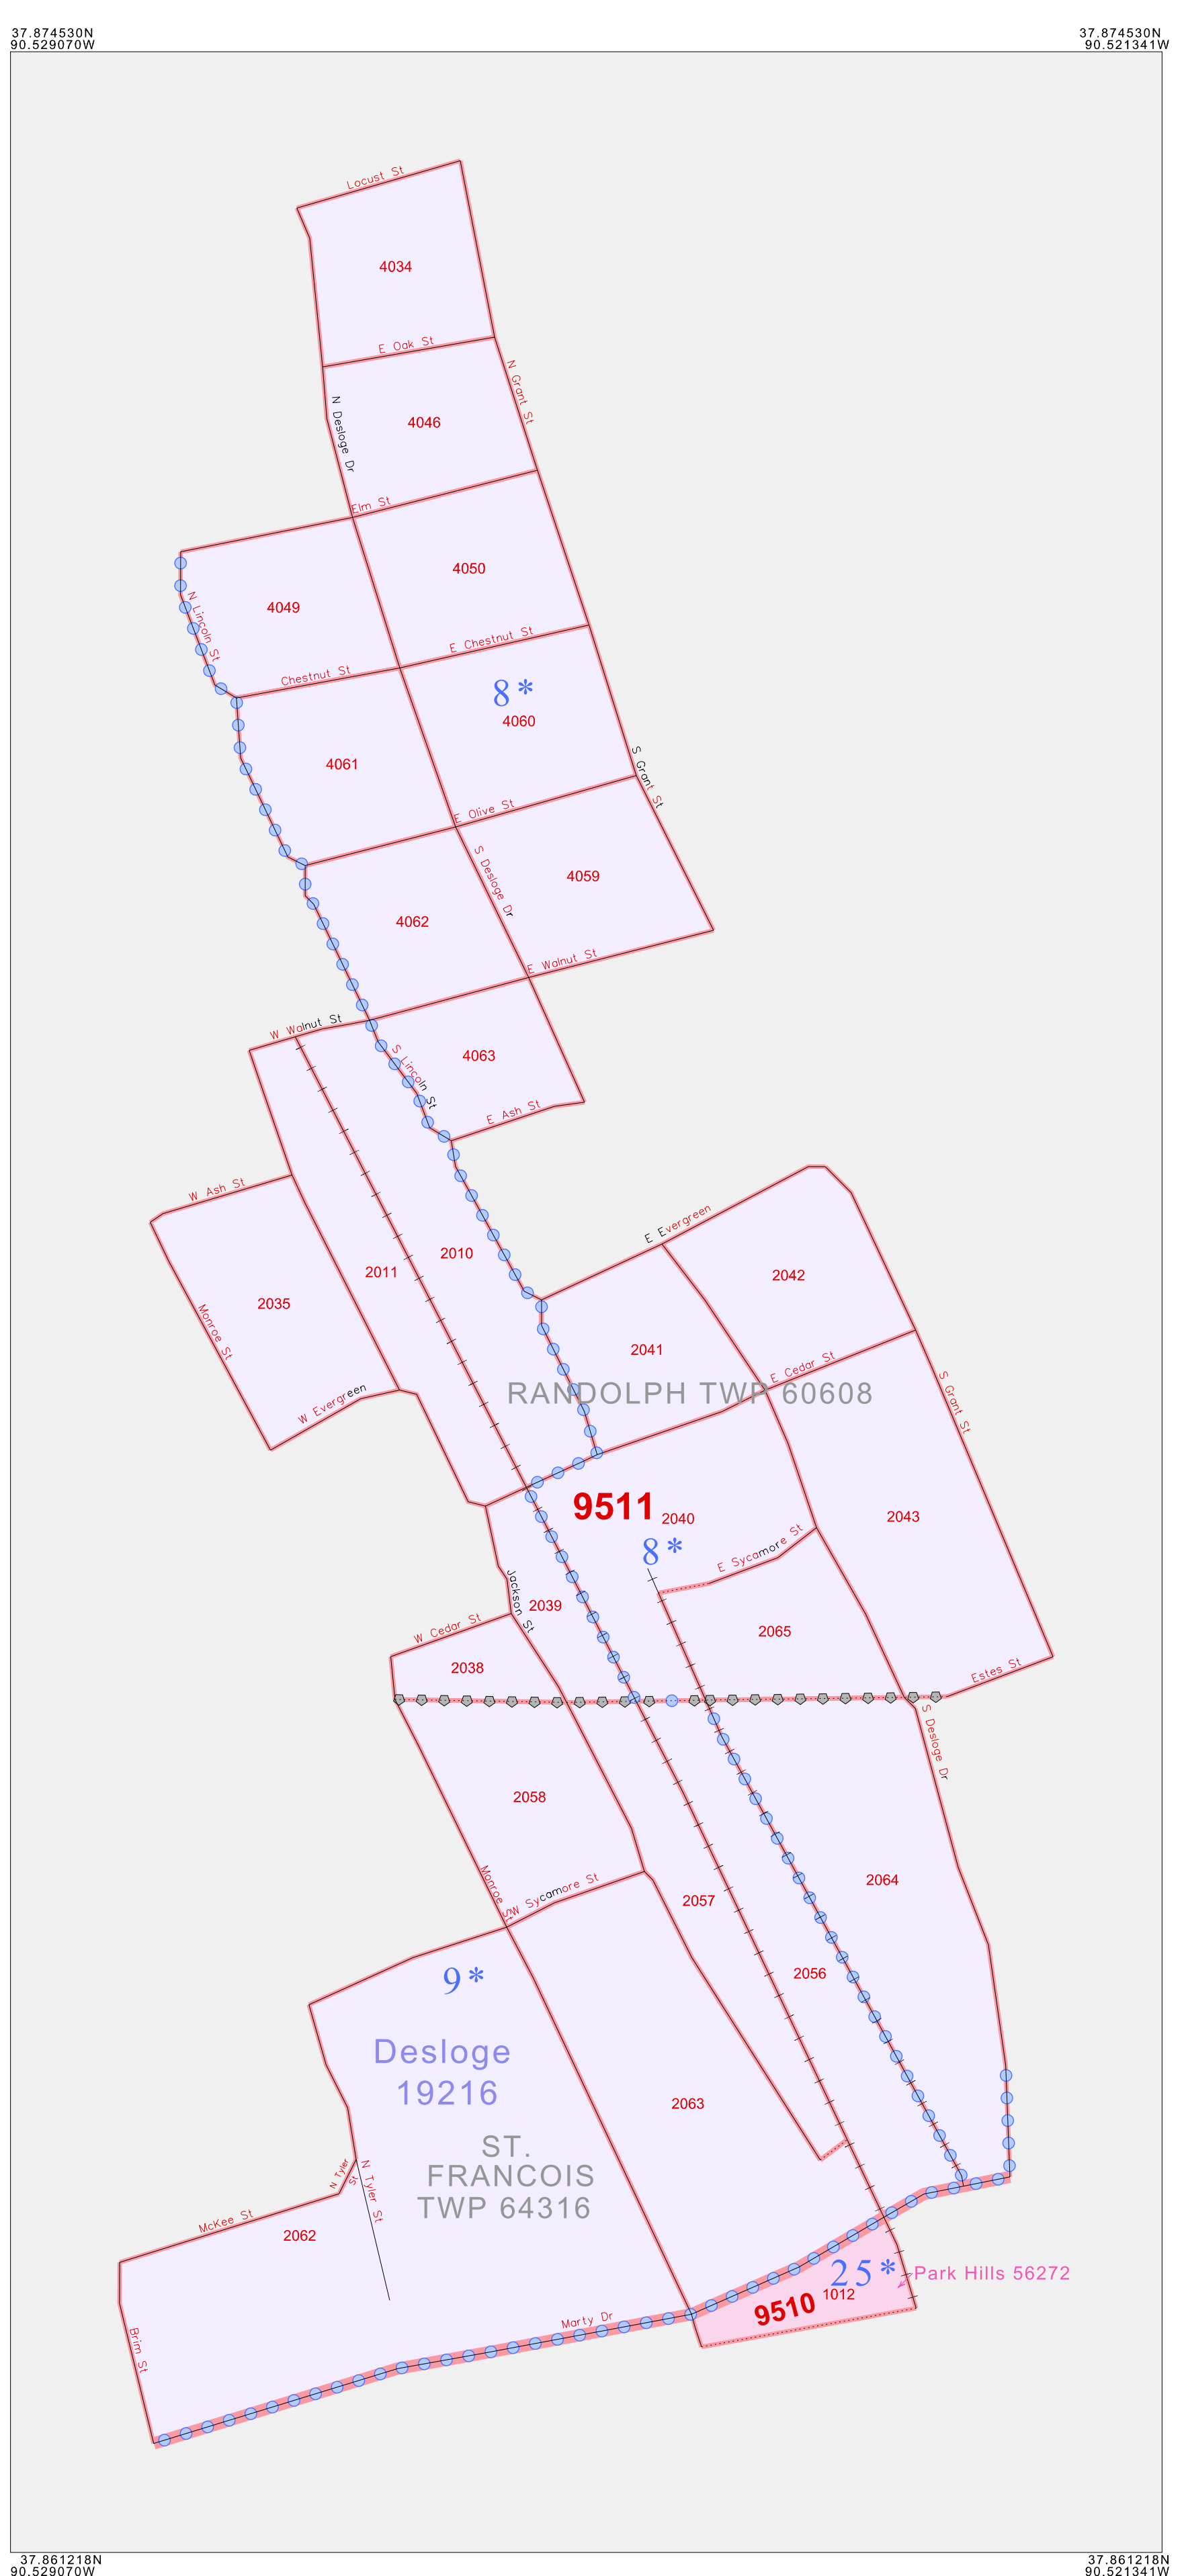 37.874530N
90.529070W
37.874530N
90.521341W
Locust St
4034
E Oak St
N Grant St
4046
N Desloge Dr
Elm St
4050
4049
N Lincoln St
E Chestnut St
Chestnut St
8*
4060
4061
S Grant St
E Olive St
4059
S Desloge Dr
4062
E Walnut St
W Walnut St
4063
S Lincoln St
E Ash St
W Ash St
E Evergreen
2010
2011
2042
2035
Monroe St
2041
E Cedar St
W Evergreen
RANDOLPH TWP 60608
S Grant St
9511
2040
2043
8*
E Sycamore St
Jackson St
2039
W Cedar St
2065
2038
Estes St
S Desloge Dr
2058
Monroe St
W Sycamore St
2064
2057
2056
9*
Desloge
19216
2063
ST.
FRANCOIS
TWP 64316
N Tyler St
N Tyler St
McKee St
2062
25*
Park Hills 56272
1012
9510
Marty Dr
Brim St
37.861218N
90.529070W
37.861218N
90.521341W